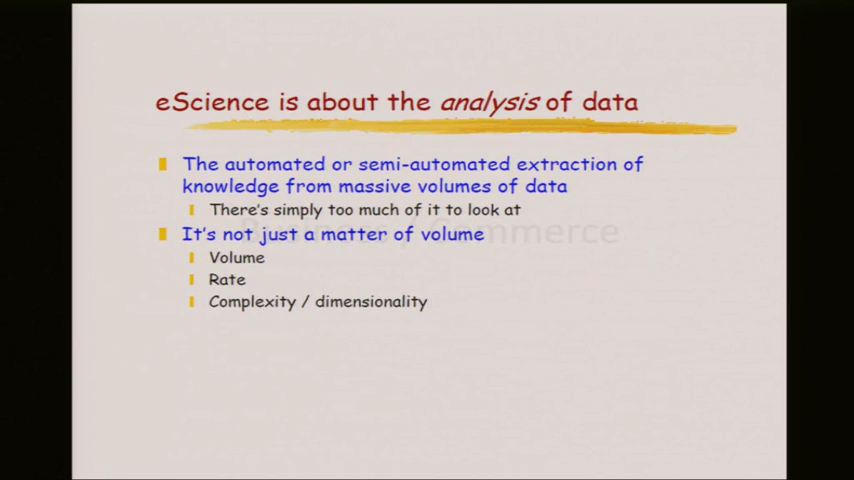 eScience is about the analysis of data
The automated or semi-automated extraction of
knowledge from massive volumes of data
There's simply too much of it to look at
It's not just a matter of volume
Business / Commerce
Volume
Rate
Complexity / dimensionality